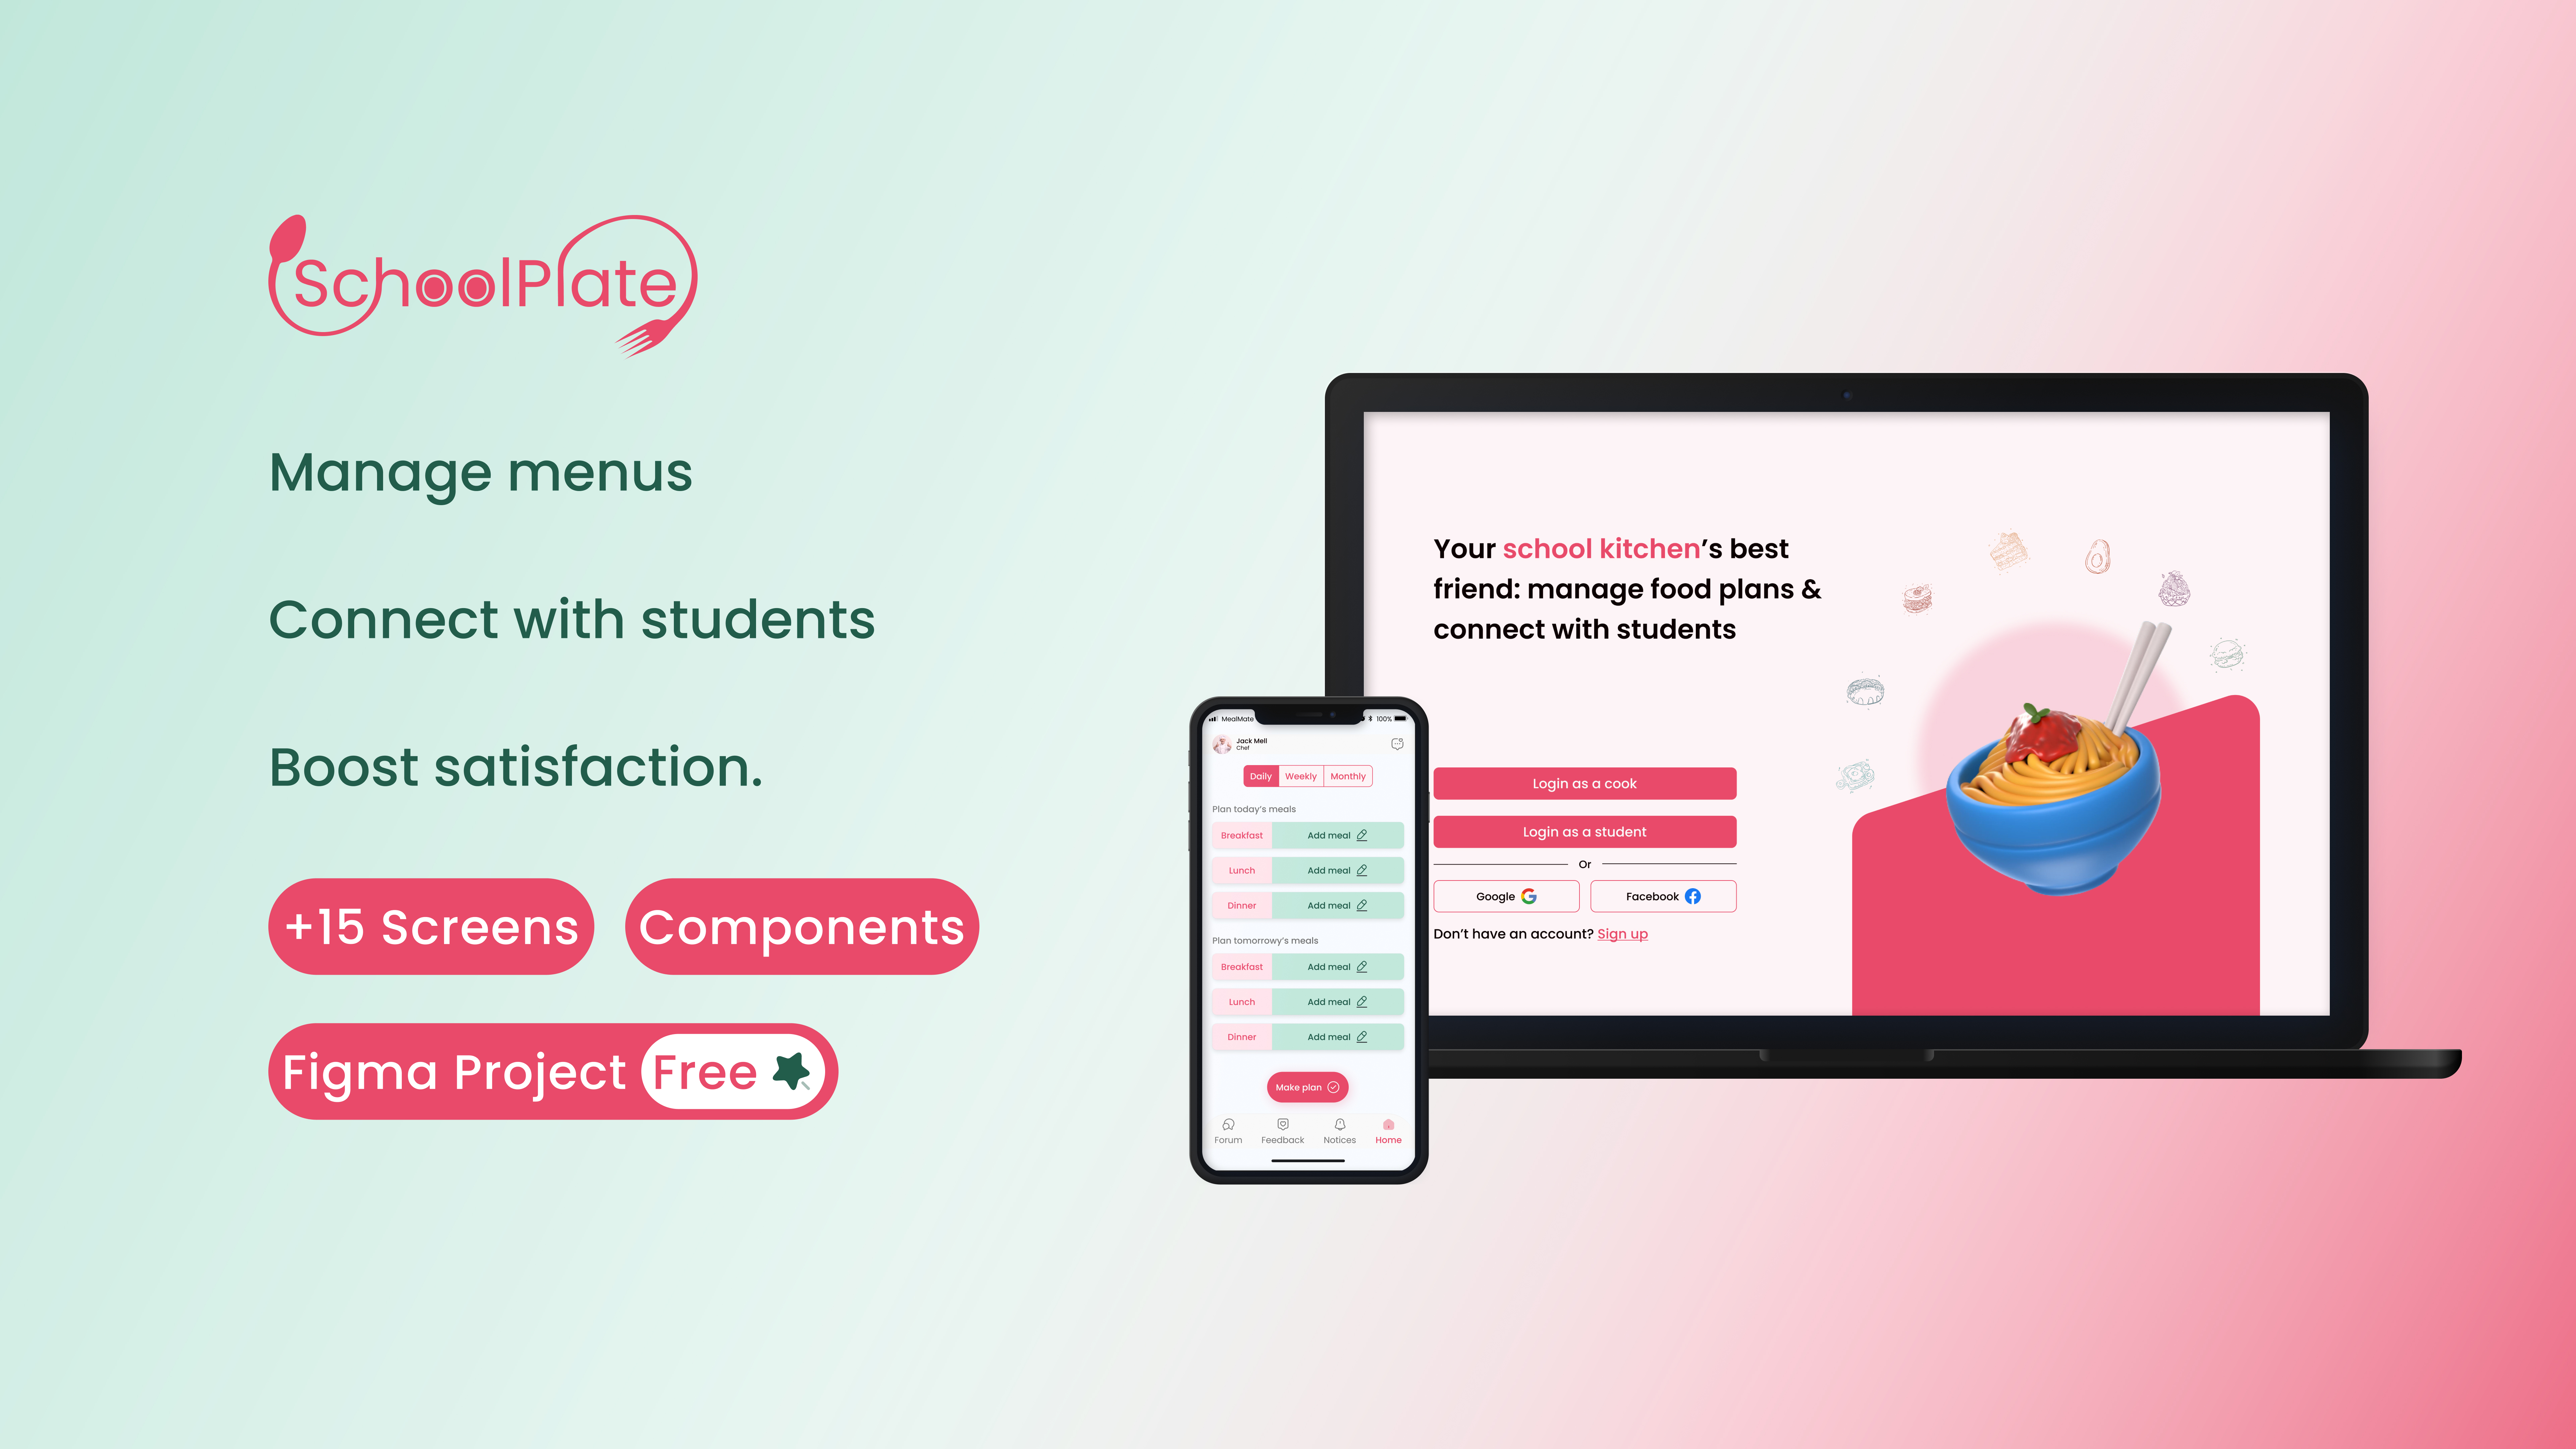 SchoolPlate
Manage menus
Connect with students
Boost satisfaction.
+15 Screens
Components
Figma Project Free
Your school kitchen’s best
friend: manage food plans &
connect with students
Login as a cook
Login as a student
Or
Google
Facebook
Don’t have an account? Sign up
MealMate
100%
Jack Mell
Chef
Daily
Weekly
Monthly
Plan today’s meals
Breakfast
Add meal
Lunch
Add meal
Dinner
Add meal
Plan tomorrowy’s meals
Breakfast
Add meal
Lunch
Add meal
Dinner
Add meal
Make plan
Forum
Feedback
Notices
Home